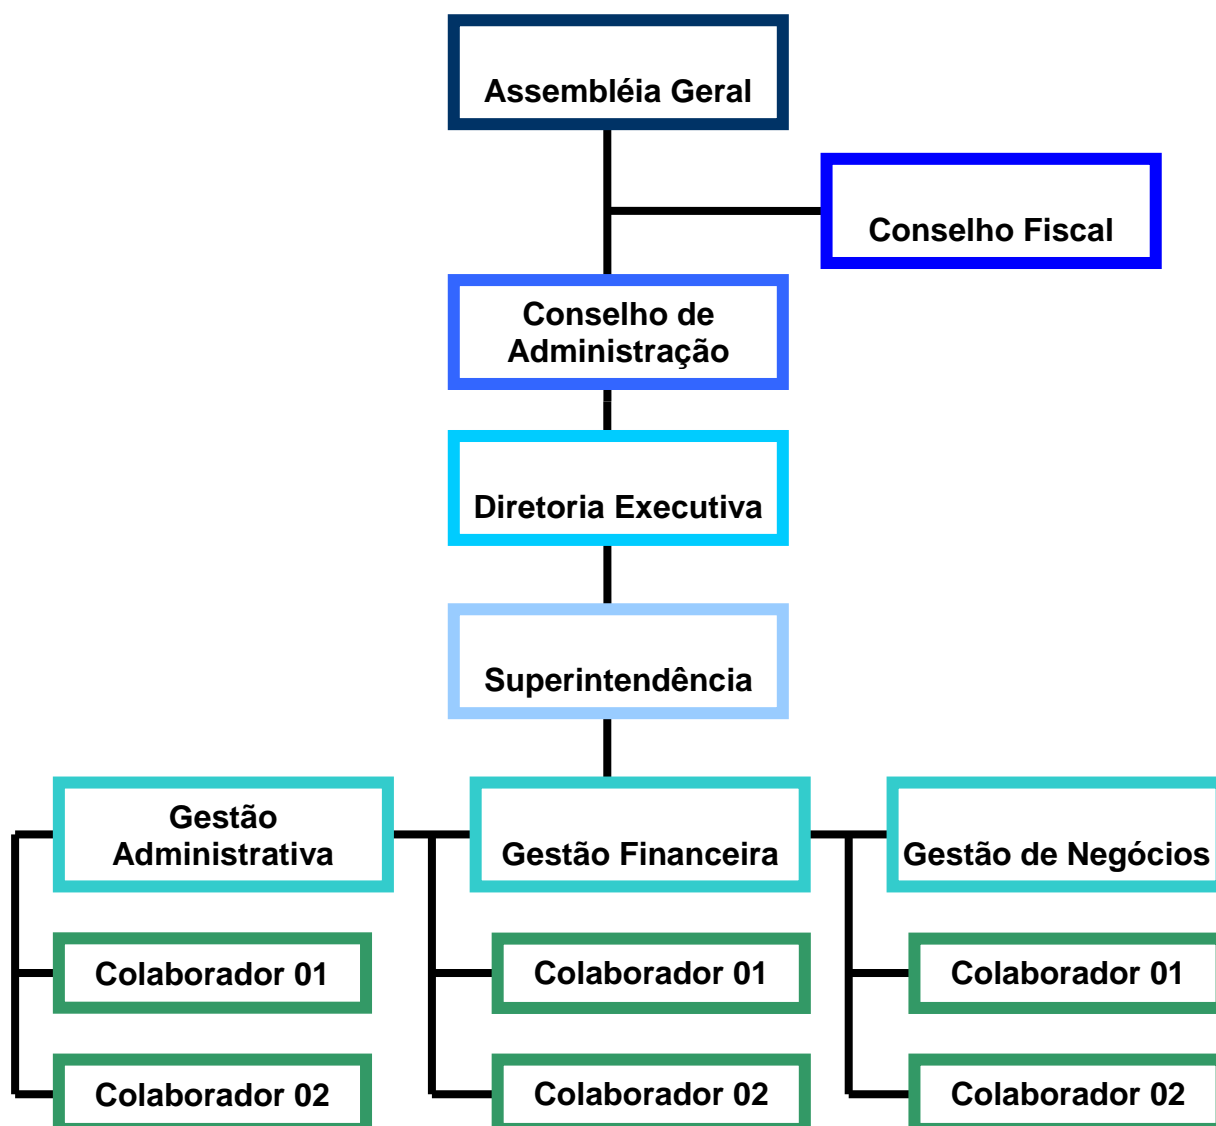 Assembléia Geral
Conselho Fiscal
Conselho de
Administração
Diretoria Executiva
Superintendência
Gestão
Administrativa
Gestão Financeira
Gestão de Negócios
Colaborador 01
Colaborador 01
Colaborador 01
Colaborador 02
Colaborador 02
Colaborador 02